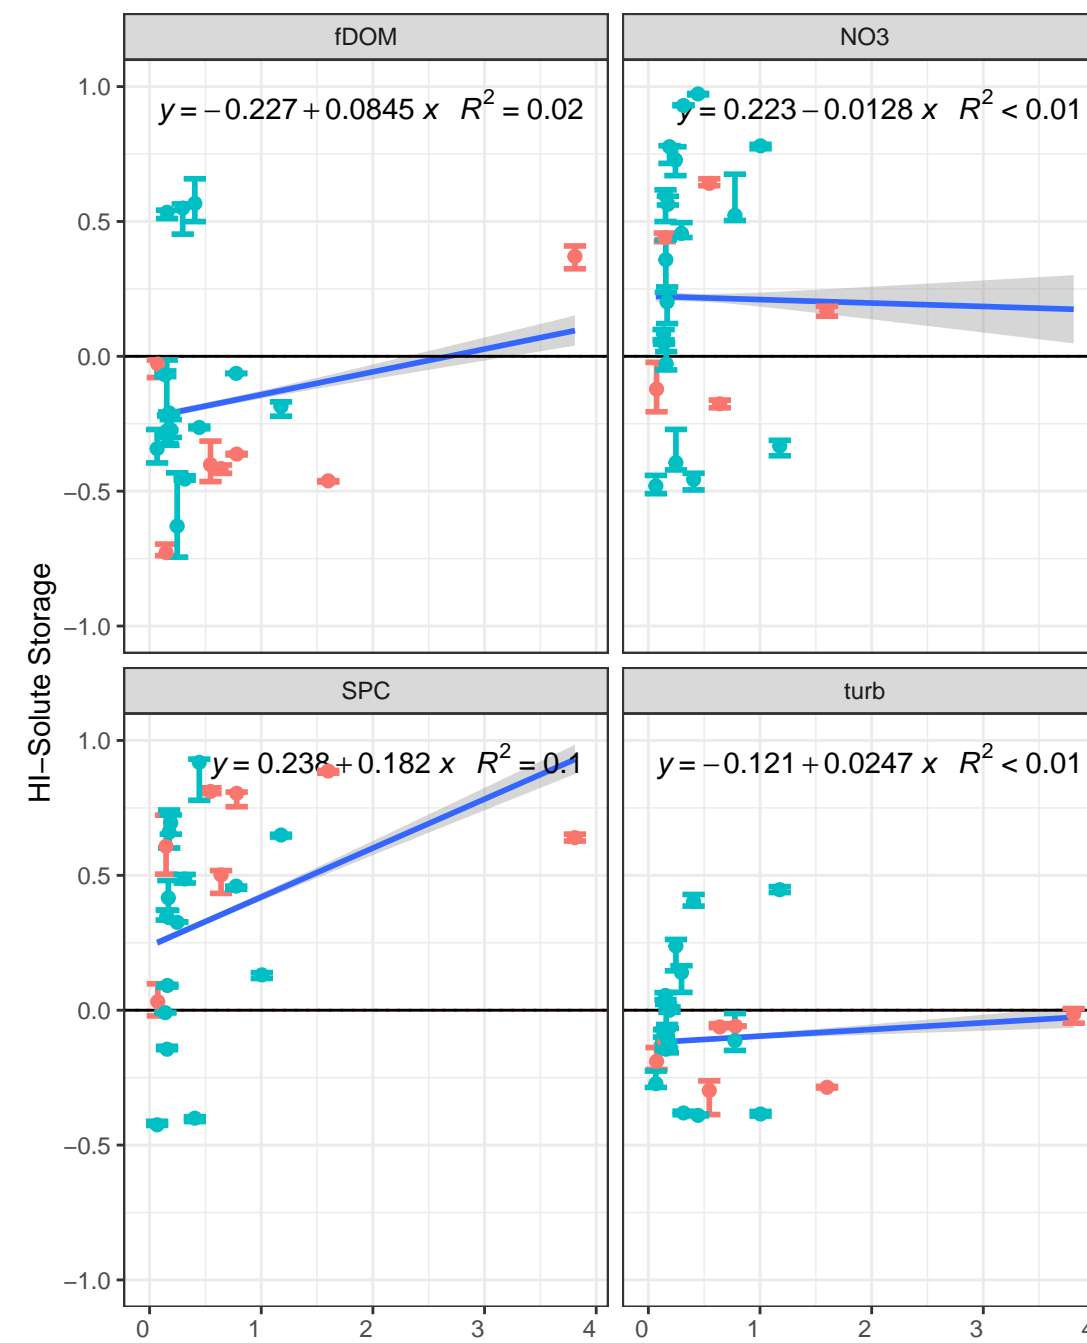 fDOM NO3
1.0
y = −0.227 + 0.0845 x R² = 0.02
y = 0.223 − 0.0128 x R² < 0.01
0.5
0.0
−0.5
−1.0
HI−Solute Storage
SPC turb
1.0
y = 0.238 + 0.182 x R² = 0.1
y = −0.121 + 0.0247 x R² < 0.01
0.5
0.0
−0.5
−1.0
0 1 2 3 4 0 1 2 3 4